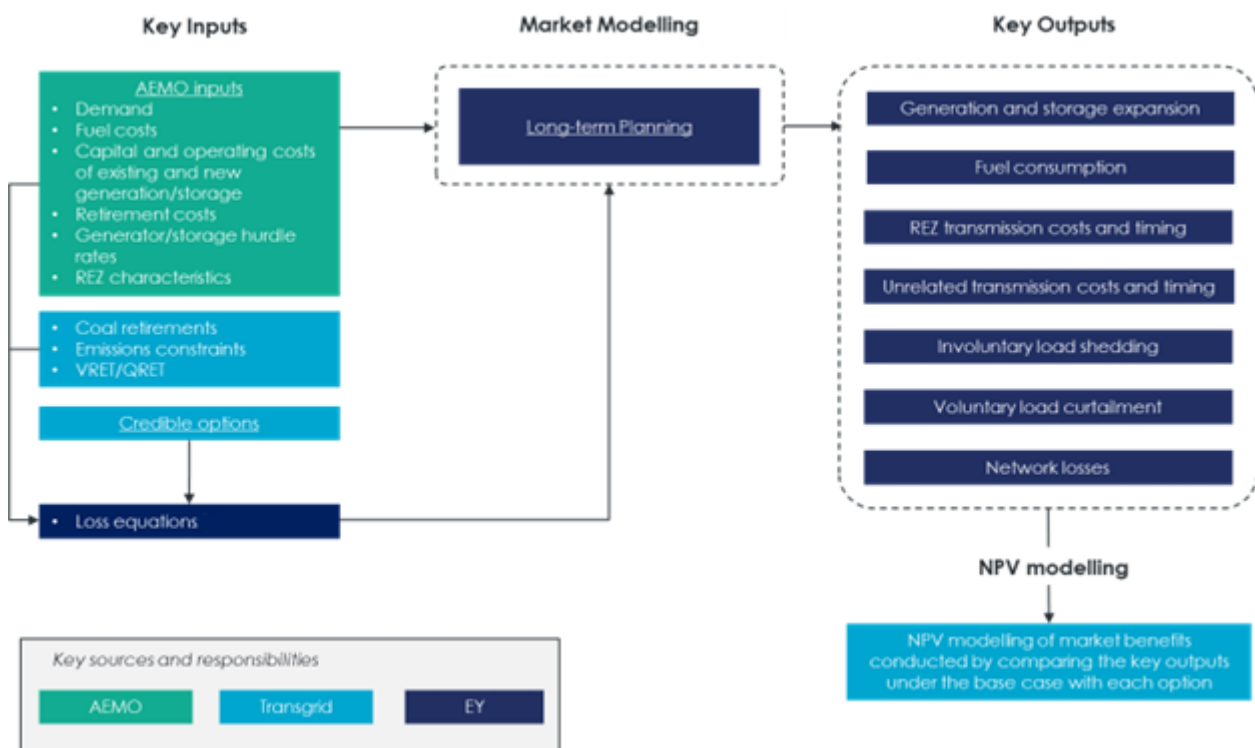 Key Inputs
Market Modelling
Key Outputs
AEMO inputs
• Demand
• Fuel costs
• Capital and operating costs
of existing and new
generation/storage
• Retirement costs
• Generator/storage hurdle
rates
• REZ characteristics
• Coal retirements
• Emissions constraints
• VRET/QRET
Credible options
• Loss equations
Long-term Planning
Generation and storage expansion
Fuel consumption
REZ transmission costs and timing
Unrelated transmission costs and timing
Involuntary load shedding
Voluntary load curtailment
Network losses
NPV modelling
NPV modelling of market benefits
conducted by comparing the key outputs
under the base case with each option
Key sources and responsibilities
AEMO
Transgrid
EY